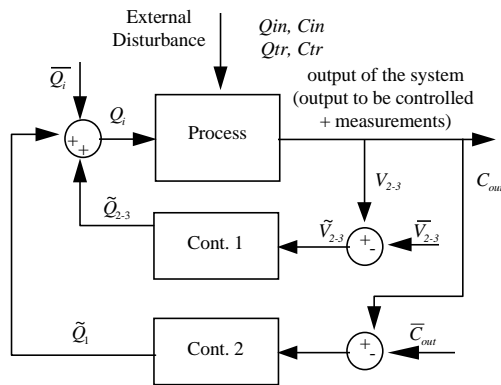 External
Disturbance
Qin, Cin
Qtr, Ctr
output of the system
(output to be controlled
+ measurements)
Q̅i
Qi
Process
+
+
V2-3
Cout
Q̃2-3
Cont. 1
Ṽ2-3
+
-
V̅2-3
Q̃1
Cont. 2
+
-
C̅out